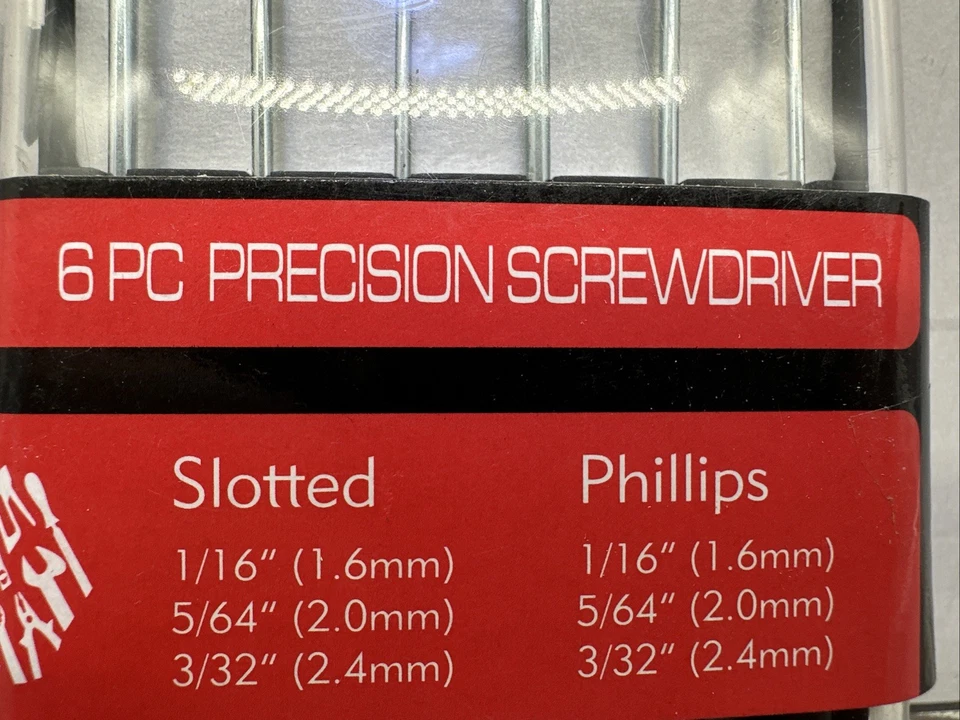 6 PC PRECISION SCREWDRIVER
Slotted
1/16“ (1.6mm)
5/64“ (2.0mm)
3/32“ (2.4mm)
Phillips
1/16“ (1.6mm)
5/64“ (2.0mm)
3/32“ (2.4mm)